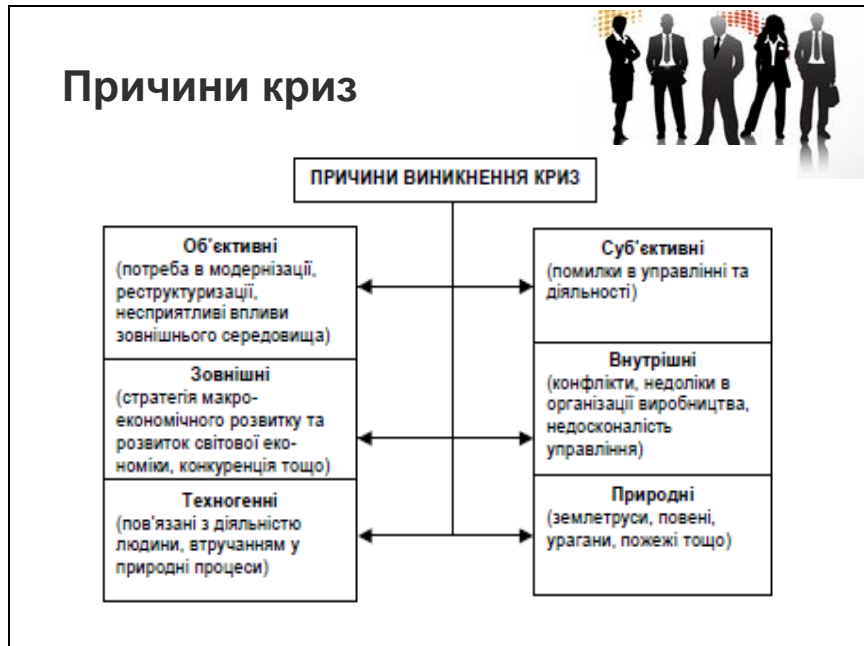 Причини криз
ПРИЧИНИ ВИНИКНЕННЯ КРИЗ
Об'єктивні
(потреба в модернізації,
реструктуризації,
несприятливі впливи
зовнішнього середовища)
Суб'єктивні
(помилки в управлінні та
діяльності)
Зовнішні
(стратегія макро-
економічного розвитку та
розвиток світової еко-
номіки, конкуренція тощо)
Внутрішні
(конфлікти, недоліки в
організації виробництва,
недосконалість
управління)
Техногенні
(пов'язані з діяльністю
людини, втручанням у
природні процеси)
Природні
(землетруси, повені,
урагани, пожежі тощо)